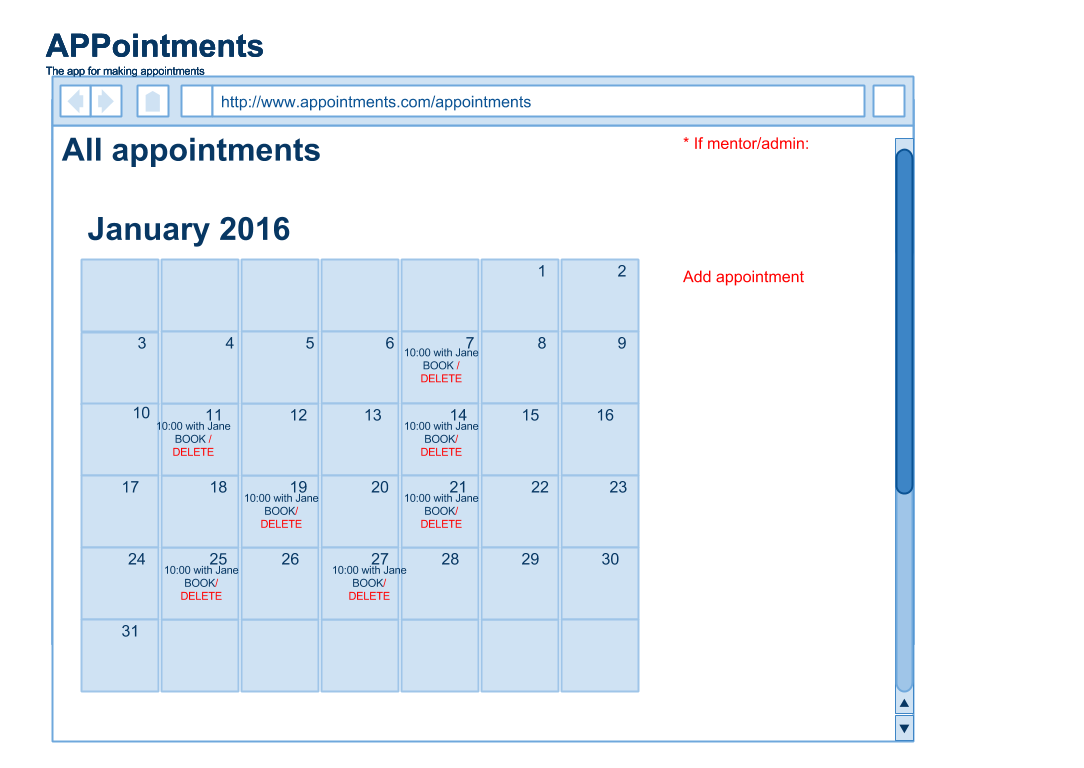 APPointments
The app for making appointments
http://www.appointments.com/appointments
All appointments
* If mentor/admin:
January 2016
Add appointment
1
2
3
4
5
6
7
10:00 with Jane
BOOK /
DELETE
8
9
10
11
10:00 with Jane
BOOK /
DELETE
12
13
14
10:00 with Jane
BOOK/
DELETE
15
16
17
18
19
10:00 with Jane
BOOK/
DELETE
20
21
10:00 with Jane
BOOK/
DELETE
22
23
24
25
10:00 with Jane
BOOK/
DELETE
26
27
10:00 with Jane
BOOK/
DELETE
28
29
30
31